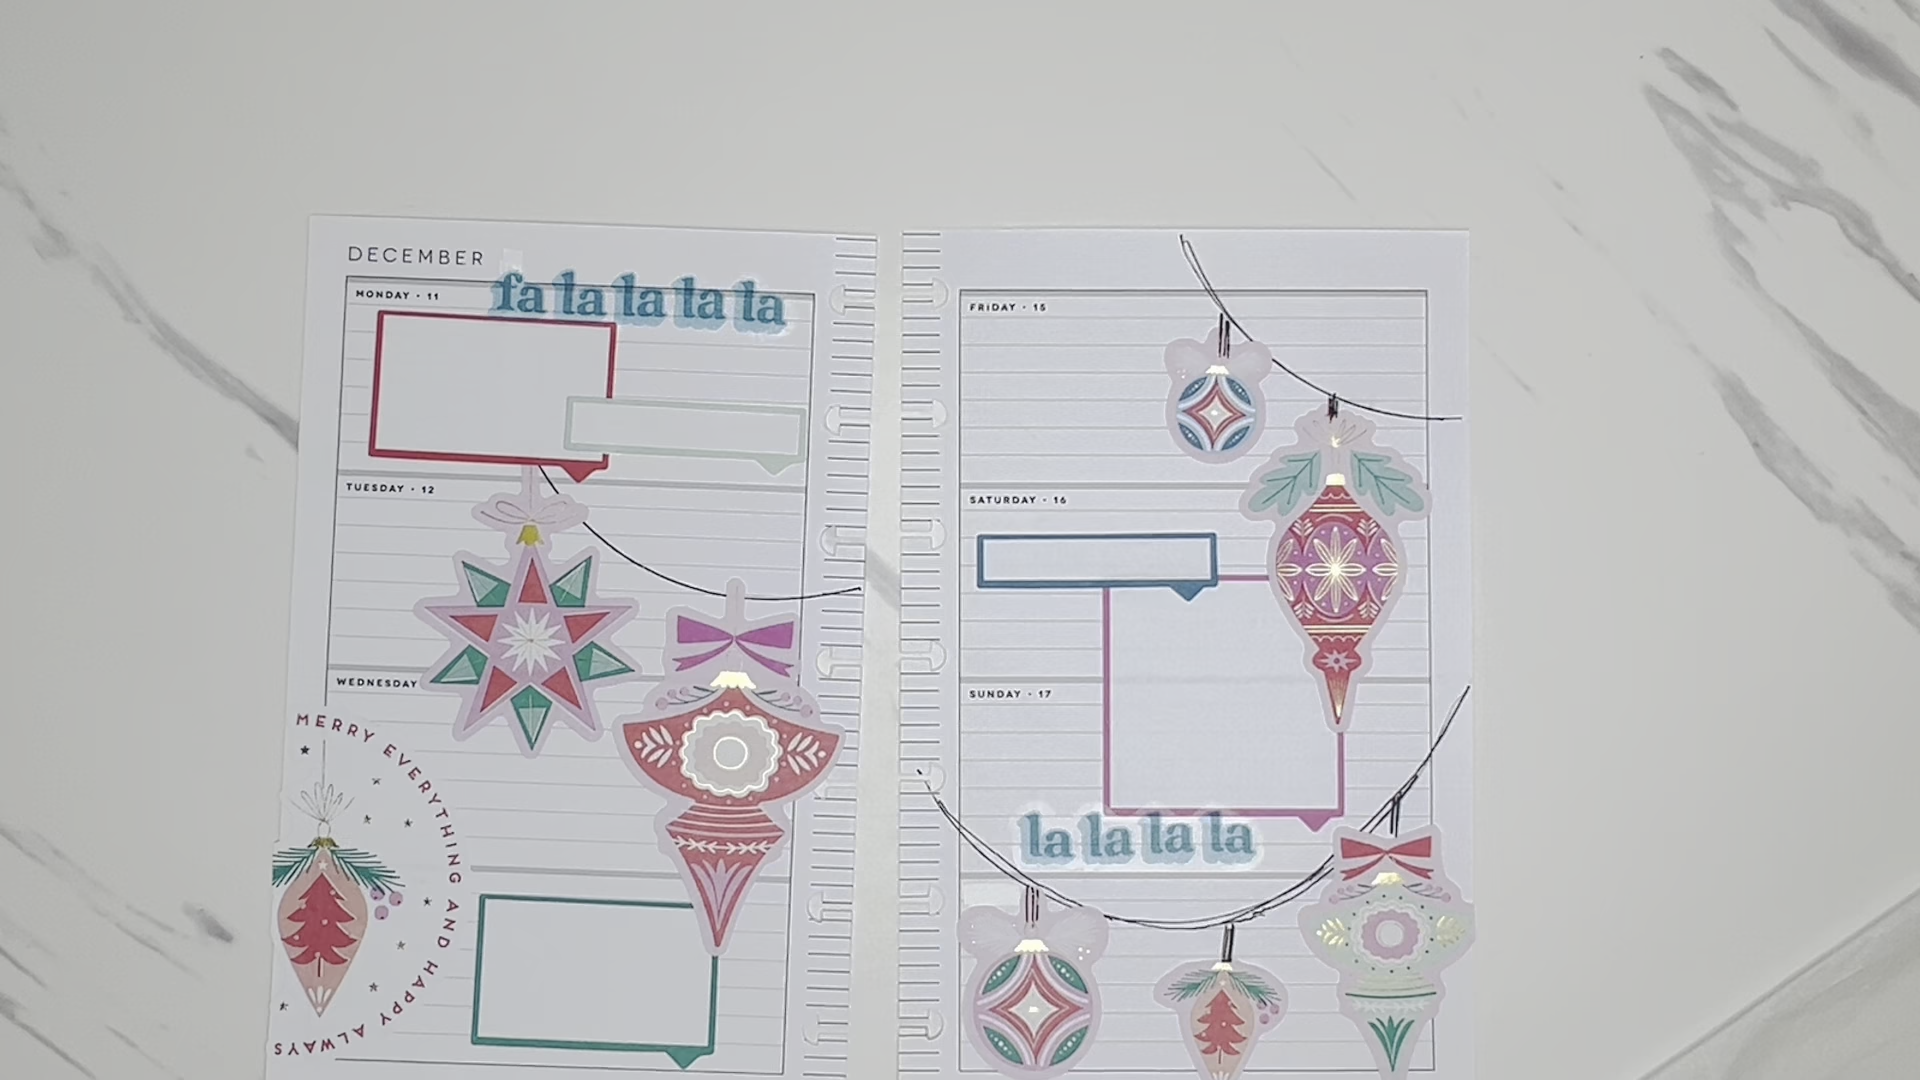 DECEMBER
MONDAY · 11
fa la la la la
TUESDAY · 12
WEDNESDAY
MERRY EVERYTHING AND HAPPY ALWAYS
FRIDAY · 15
SATURDAY · 16
SUNDAY · 17
la la la la